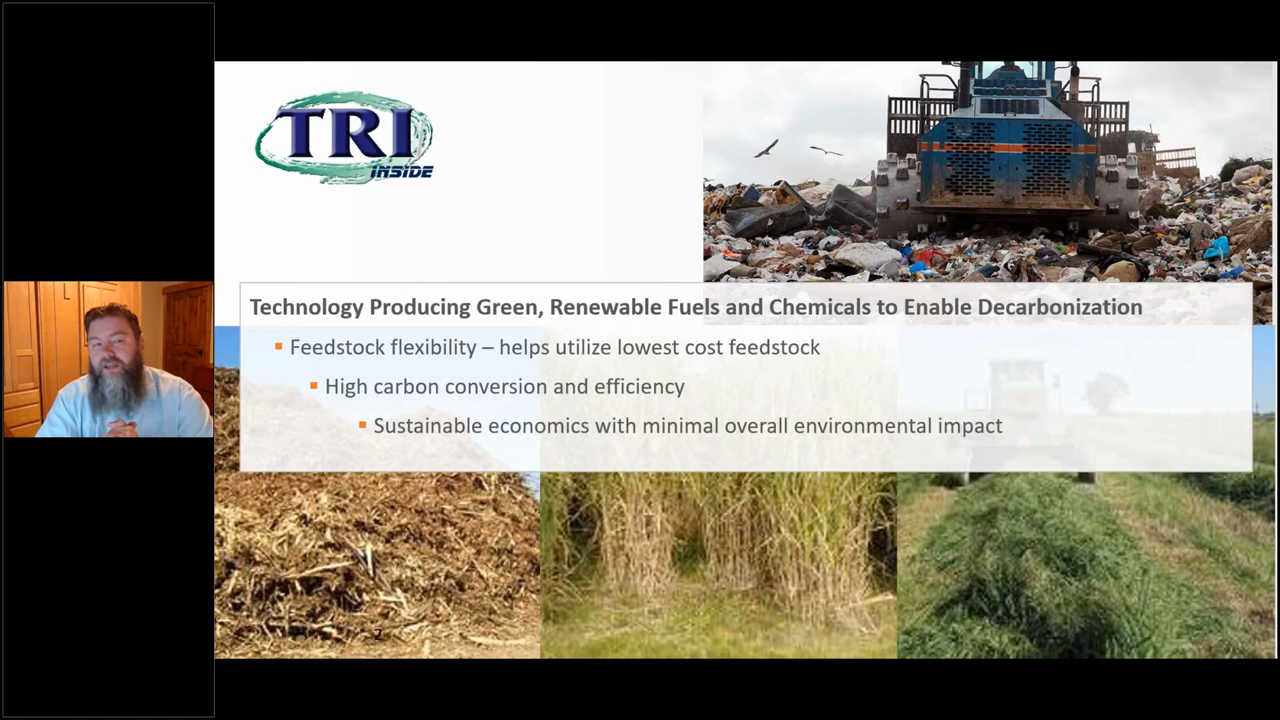 TRI
INSIDE
Technology Producing Green, Renewable Fuels and Chemicals to Enable Decarbonization
Feedstock flexibility – helps utilize lowest cost feedstock
High carbon conversion and efficiency
Sustainable economics with minimal overall environmental impact
2